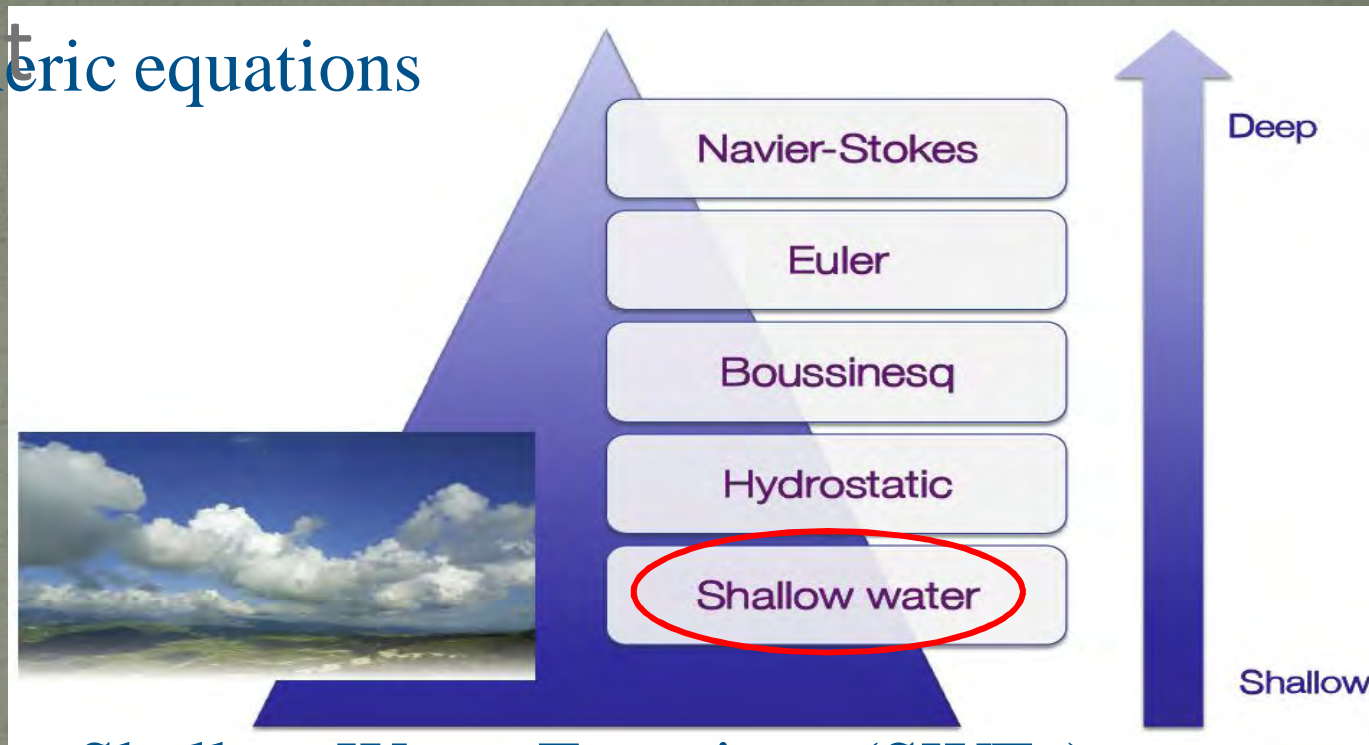 eric equations
Navier-Stokes
Deep
Euler
Boussinesq
Hydrostatic
Shallow water
Shallow